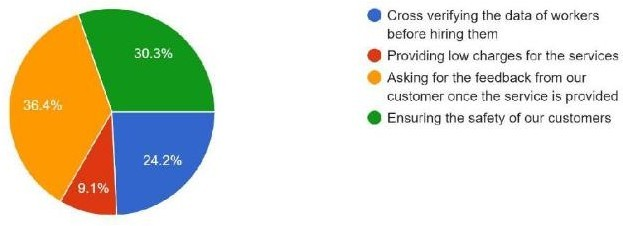 30.3%
36.4%
24.2%
9.1%
Cross verifying the data of workers
before hiring them
Providing low charges for the services
Asking for the feedback from our
customer once the service is provided
Ensuring the safety of our customers